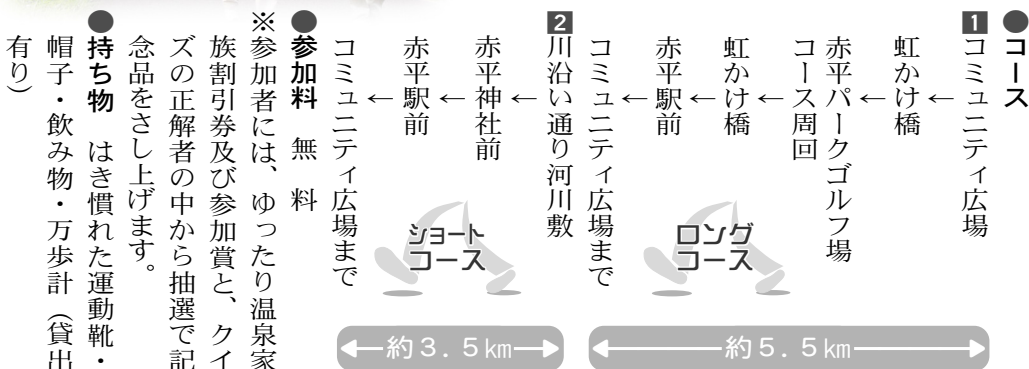 ●コース
1 コミュニティ広場
←
虹かけ橋
←
赤平パークゴルフ場
コース周回
←
虹かけ橋
←
赤平駅前
←
コミュニティ広場まで
ロング
コース
約5.5㎞
2 川沿い通り河川敷
←
赤平神社前
←
赤平駅前
←
コミュニティ広場まで
ショート
コース
約3.5㎞
●参加料 無 料
※参加者には、ゆったり温泉家
族割引券及び参加賞と、クイ
ズの正解者の中から抽選で記
念品をさし上げます。
●持ち物 はき慣れた運動靴・
帽子・飲み物・万歩計（貸出
有り）